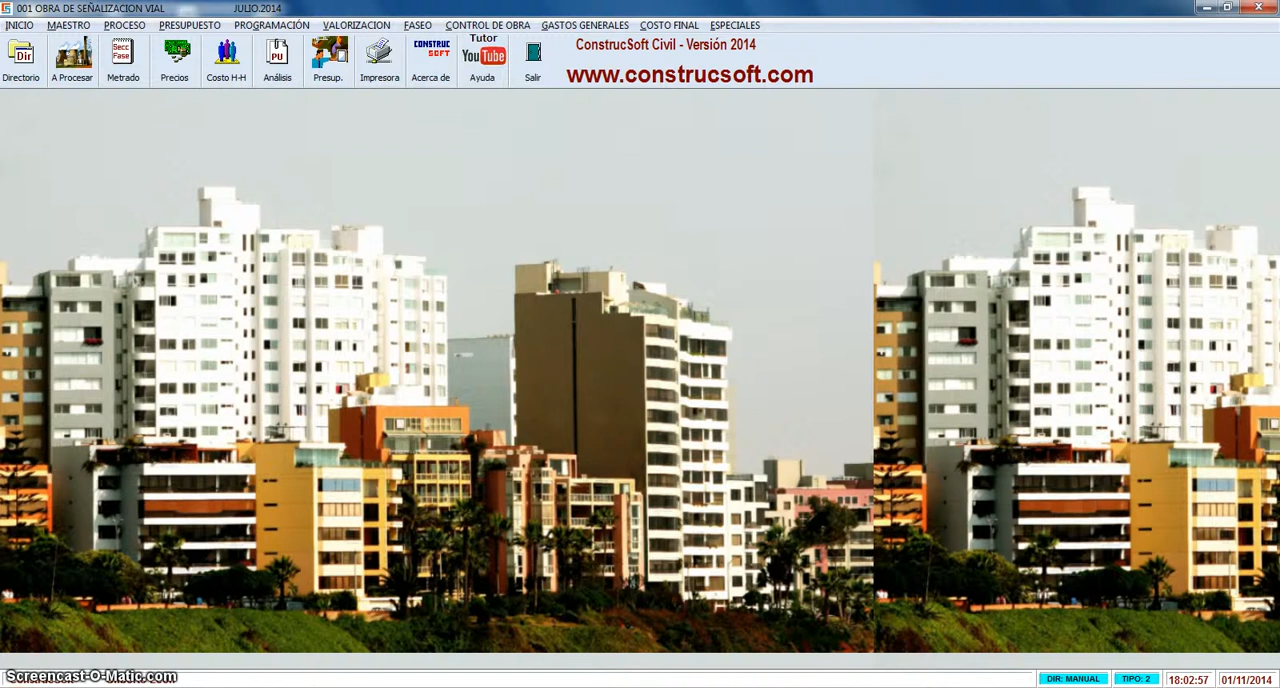 001 OBRA DE SEÑALIZACION VIAL JULIO.2014
INICIO MAESTRO PROCESO PRESUPUESTO PROGRAMACIÓN VALORIZACION EASEO CONTROL DE OBRA GASTOS GENERALES COSTO FINAL ESPECIALES
Directorio
A Procesar
Secc
Fase
Metrado
Precios
Costo H-H
PU
Análisis
Presup.
Impresora
CONSTRUC
SOFT
Acerca de
Tutor
YouTube
Ayuda
Salir
Dir
ConstrucSoft Civil - Versión 2014
www.construcsoft.com
Screencast-O-Matic.com
DIR: MANUAL TIPO: 2 18:02:57 01/11/2014